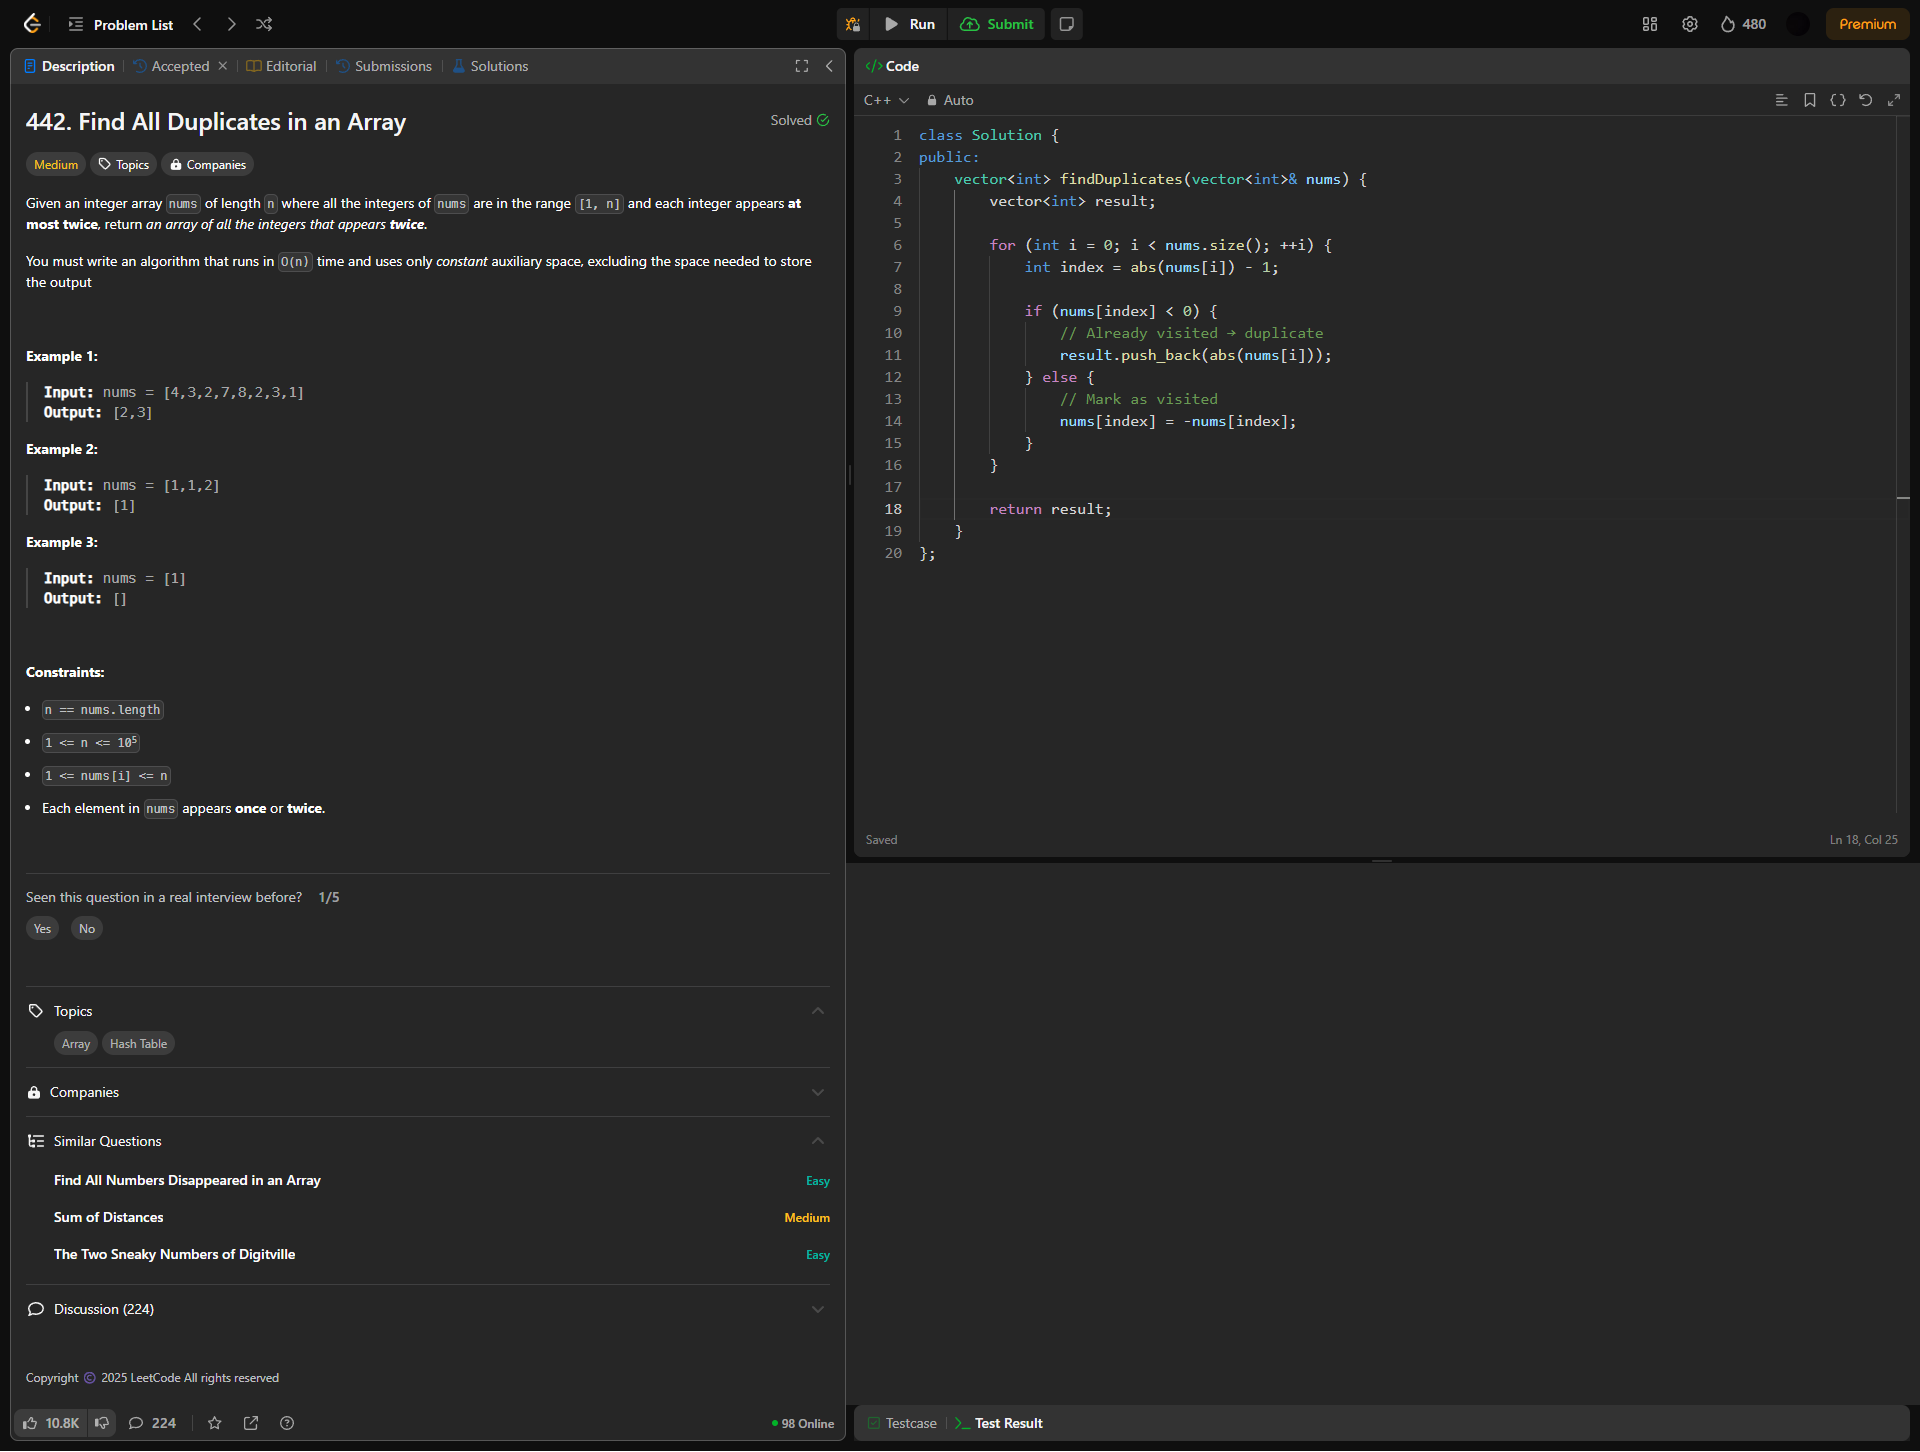 Problem List
Run
Submit
480
Premium
Description
Accepted
Editorial
Submissions
Solutions
442. Find All Duplicates in an Array
Solved
Medium
Topics
Companies
Given an integer array nums of length n where all the integers of nums are in the range [1, n] and each integer appears at
most twice, return an array of all the integers that appears twice.
You must write an algorithm that runs in O(n) time and uses only constant auxiliary space, excluding the space needed to store
the output
Example 1:
Input: nums = [4,3,2,7,8,2,3,1]
Output: [2,3]
Example 2:
Input: nums = [1,1,2]
Output: [1]
Example 3:
Input: nums = [1]
Output: []
Constraints:
• n == nums.length
• 1 <= n <= 10⁵
• 1 <= nums[i] <= n
• Each element in nums appears once or twice.
Seen this question in a real interview before? 1/5
Yes
No
Topics
Array
Hash Table
Companies
Similar Questions
Find All Numbers Disappeared in an Array
Easy
Sum of Distances
Medium
The Two Sneaky Numbers of Digitville
Easy
Discussion (224)
Copyright © 2025 LeetCode All rights reserved
10.8K
224
98 Online
</> Code
C++
Auto
1 class Solution {
2 public:
3     vector<int> findDuplicates(vector<int>& nums) {
4         vector<int> result;
5
6         for (int i = 0; i < nums.size(); ++i) {
7             int index = abs(nums[i]) - 1;
8
9             if (nums[index] < 0) {
10                 // Already visited → duplicate
11                 result.push_back(abs(nums[i]));
12             } else {
13                 // Mark as visited
14                 nums[index] = -nums[index];
15             }
16         }
17
18         return result;
19     }
20 };
Saved
Ln 18, Col 25
Testcase
Test Result